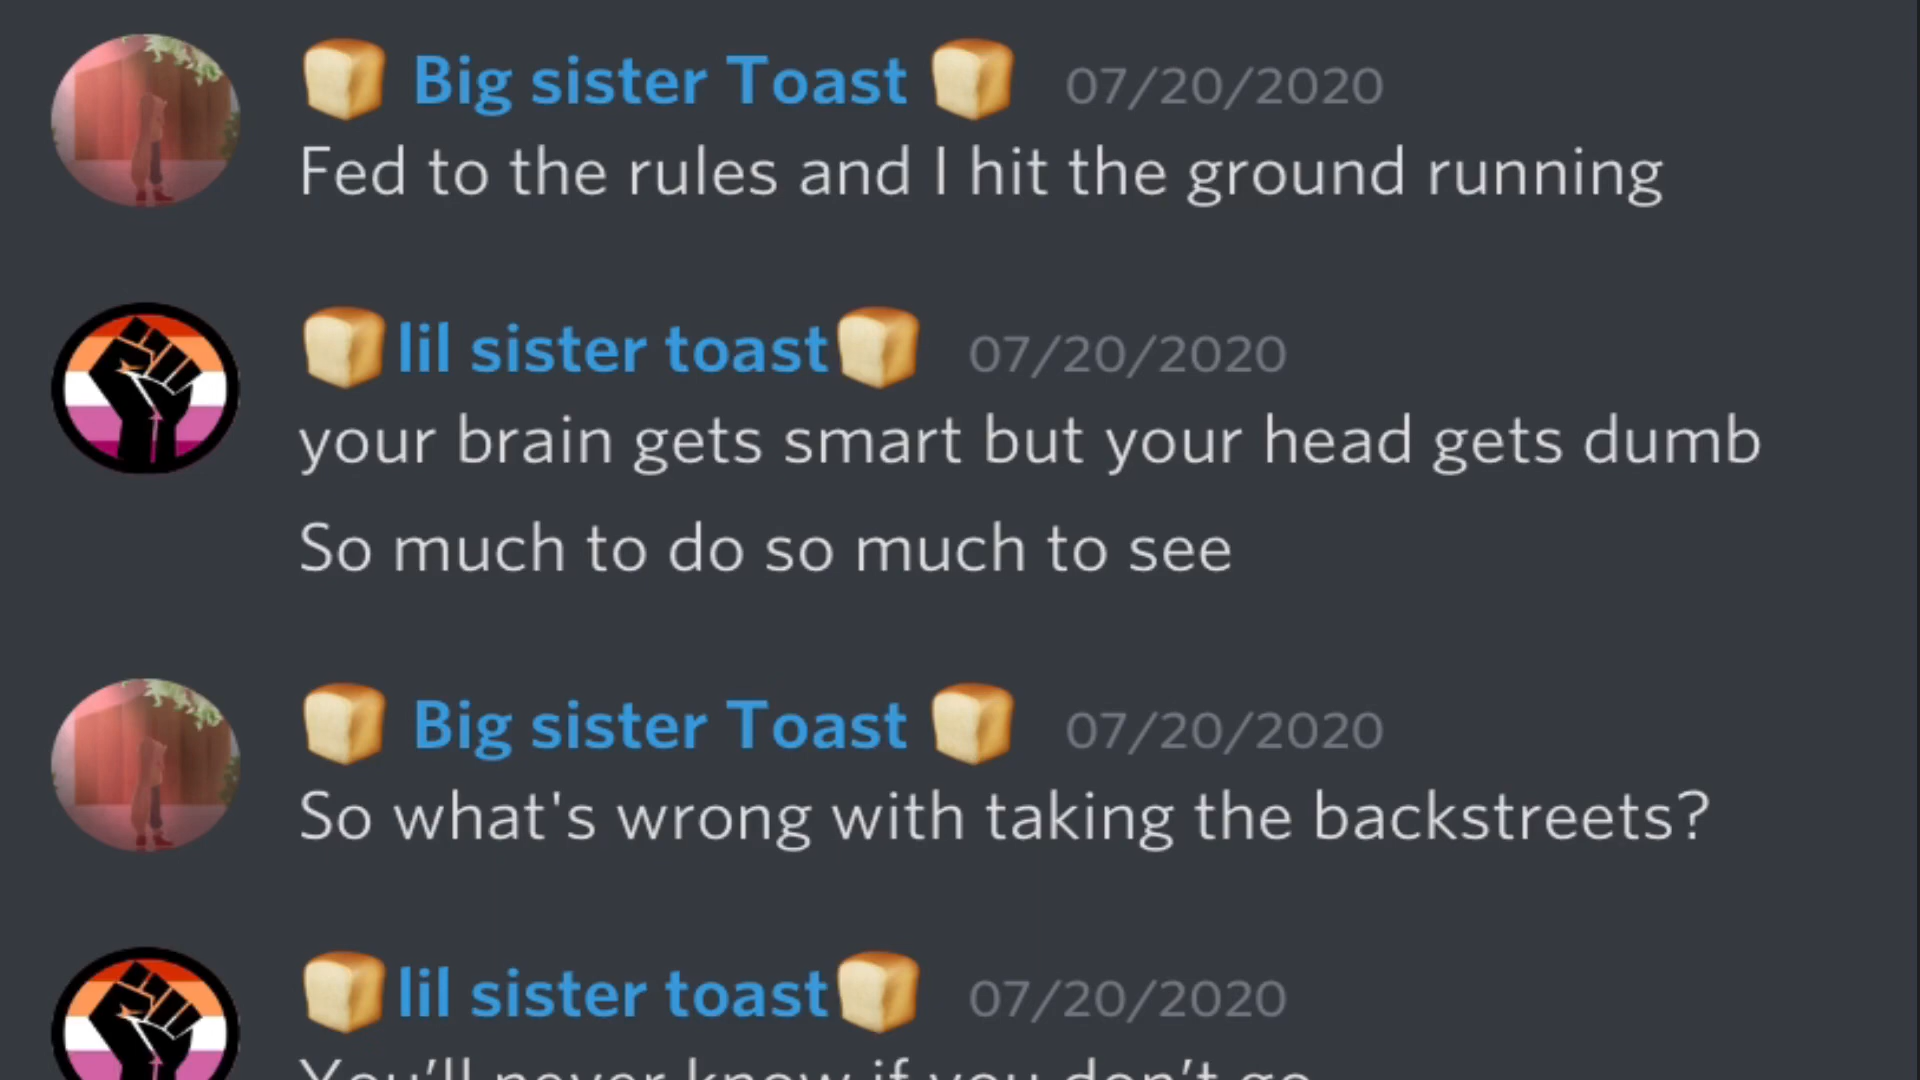 🍞 Big sister Toast 🍞 07/20/2020
Fed to the rules and I hit the ground running
🍞lil sister toast🍞 07/20/2020
your brain gets smart but your head gets dumb
So much to do so much to see
🍞 Big sister Toast 🍞 07/20/2020
So what's wrong with taking the backstreets?
🍞lil sister toast🍞 07/20/2020
You’ll never know if you don’t go